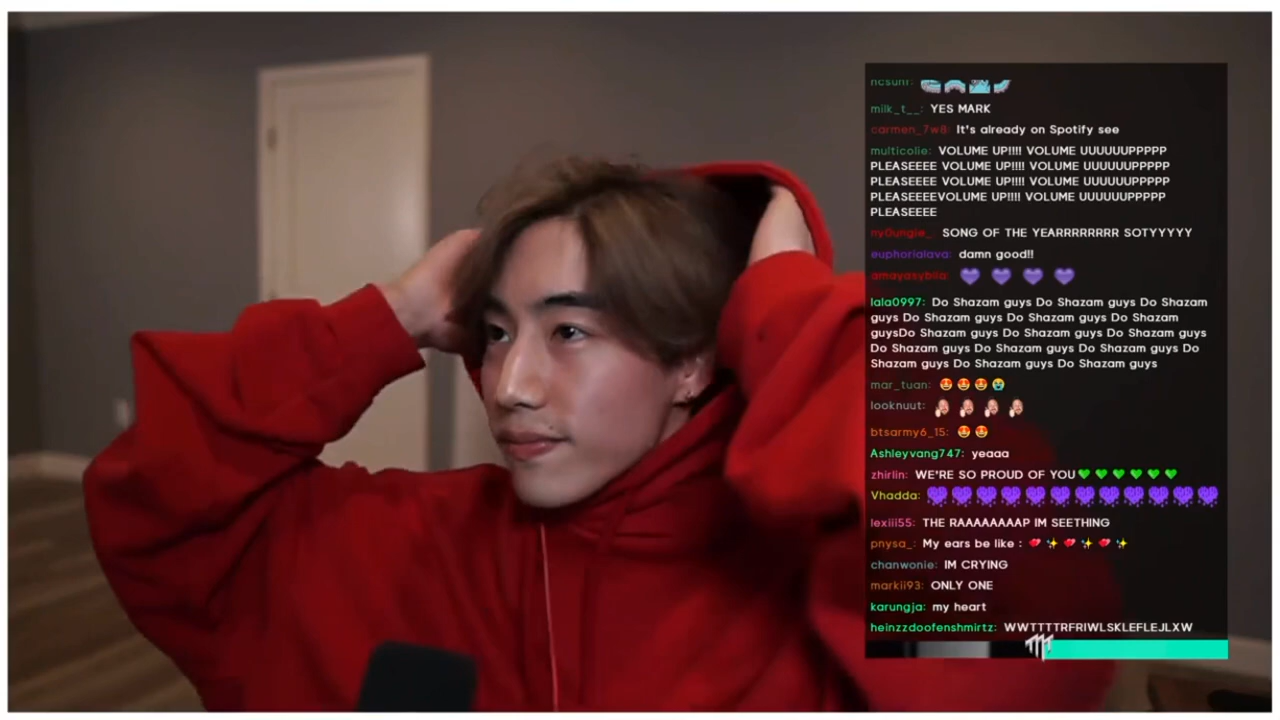 ncsunf:
milk_t__: YES MARK
carmen_7w8: It's already on Spotify see
multicolie: VOLUME UP!!!! VOLUME UUUUUUPPPPP
PLEASEEEE VOLUME UP!!!! VOLUME UUUUUUPPPPP
PLEASEEEE VOLUME UP!!!! VOLUME UUUUUUPPPPP
PLEASEEEEVOLUME UP!!!! VOLUME UUUUUUPPPPP
PLEASEEEE
ny0ungie_: SONG OF THE YEARRRRRRRR SOTYYYYY
euphorialava: damn good!!
amayasyblia: 💜 💜 💜 💜
lala0997: Do Shazam guys Do Shazam guys Do Shazam
guys Do Shazam guys Do Shazam guys Do Shazam
guysDo Shazam guys Do Shazam guys Do Shazam guys
Do Shazam guys Do Shazam guys Do Shazam guys Do
Shazam guys Do Shazam guys Do Shazam guys
mar_tuan: 😍 😍 😍 😭
looknuut:
btsarmy6_15: 😍 😍
Ashleyvang747: yeaaa
zhirlin: WE'RE SO PROUD OF YOU💚 💚 💚 💚 💚 💚
Vhadda:
lexiii55: THE RAAAAAAAAP IM SEETHING
pnysa_: My ears be like : 💋 ✨ 💋 ✨ 💋 ✨
chanwonie: IM CRYING
markii93: ONLY ONE
karungja: my heart
heinzzdoofenshmirtz: WWTTTTRFRIWLSKLEFLEJLXW